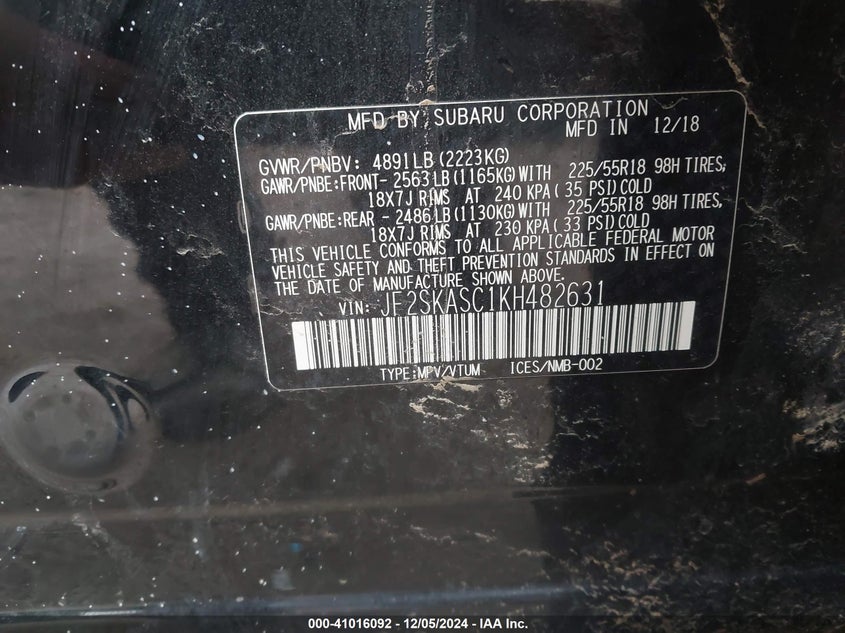 MFD BY SUBARU CORPORATION
MFD IN 12/18
GVWR/PNBV: 4891LB(2223KG)
GAWR/PNBE:FRONT- 2563LB(1165KG)WITH 225/55R18 98H TIRES,
18X7J RIMS AT 240 KPA( 35 PSI)COLD
GAWR/PNBE:REAR - 2486LB(1130KG)WITH 225/55R18 98H TIRES,
18X7J RIMS AT 230 KPA( 33 PSI)COLD
THIS VEHICLE CONFORMS TO ALL APPLICABLE FEDERAL MOTOR
VEHICLE SAFETY AND THEFT PREVENTION STANDARDS IN EFFECT ON
THE DATE OF MANUFACTURE SHOWN ABOVE.
VIN: JF2SKASC1KH482631
TYPE:MPV/VTUM ICES/NMB-002
000-41016092 - 12/05/2024 - IAA Inc.